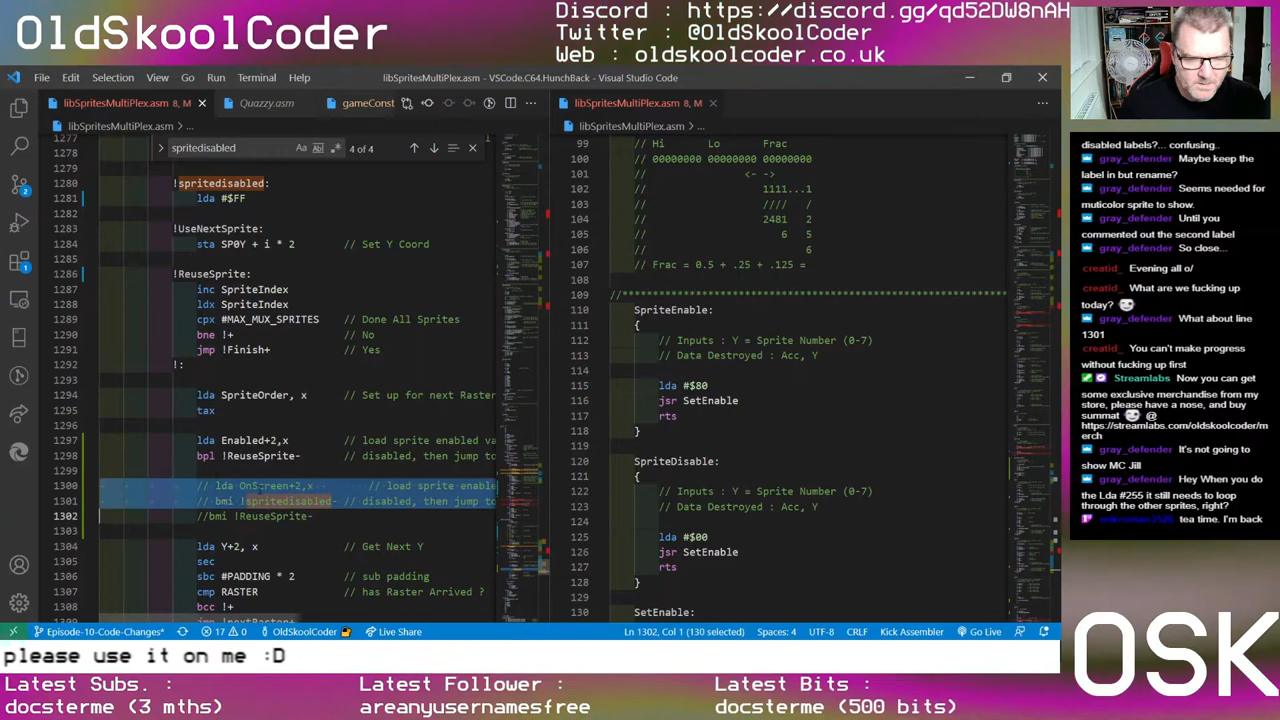 OldSkoolCoder
Discord : https://discord.gg/qd52DW8nAH
Twitter : @OldSkoolCoder
Web : oldskoolcoder.co.uk
File Edit Selection View Go Run Terminal Help
libSpritesMultiPlex.asm - VSCode.C64.HunchBack - Visual Studio Code
libSpritesMultiPlex.asm 8, M
Quazzy.asm
gameConst
libSpritesMultiPlex.asm > ...
spritedisabled
Aa
4 of 4
1277
1278
1279
1280 !spritedisabled:
1281 lda #$FF
1282
1283 !UseNextSprite:
1284 sta SP0Y + i * 2 // Set Y Coord
1285
1286 !ReuseSprite:
1287 inc SpriteIndex
1288 ldx SpriteIndex
1289 cpx #MAX_MUX_SPRITES // Done All Sprites
1290 bne !+ // No
1291 jmp !Finish+ // Yes
1292 !:
1293
1294 lda SpriteOrder, x // Set up for next Raster
1295 tax
1296
1297 lda Enabled+2,x // load sprite enabled va
1298 bpl !ReuseSprite- // disabled, then jump to
1299
1300 // lda OnScreen+2,x // load sprite enable
1301 // bmi !spritedisabled- // disabled, then jump to
1302 //bmi !ReuseSprite-
1303
1304 lda Y+2, x // Get Next Y
1305 sec
1306 sbc #PADDING * 2 // sub padding
1307 cmp RASTER // has Raster Arrived ?
1308 bcc !+
libSpritesMultiPlex.asm 8, M
libSpritesMultiPlex.asm > ...
99 // Hi Lo Frac
100 // 00000000 00000000 00000000
101 // <- ->
102 // 1111...1
103 // //// /
104 // 2481 2
105 // 6 5
106 // 6
107 // Frac = 0.5 + .25 + .125 =
108
109
110 SpriteEnable:
111 {
112 // Inputs : Y = Sprite Number (0-7)
113 // Data Destroyed : Acc, Y
114
115 lda #$80
116 jsr SetEnable
117 rts
118 }
119
120 SpriteDisable:
121 {
122 // Inputs : Y = Sprite Number (0-7)
123 // Data Destroyed : Acc, Y
124
125 lda #$00
126 jsr SetEnable
127 rts
128 }
129
130 SetEnable:
Episode-10-Code-Changes* 17 0 OldSkoolCoder Live Share
Ln 1302, Col 1 (130 selected) Spaces: 4 UTF-8 CRLF Kick Assembler Go Live
disabled labels?... confusing..
gray_defender Maybe keep the label in but rename?
gray_defender Seems needed for muticolor sprite to show.
gray_defender Until you commented out the second label
gray_defender So close...
creatid_ Evening all o/
creatid_ What are we fucking up today?
gray_defender What about line 1301
creatid_ You can't make progress without fucking up first
Streamlabs Now you can get some exclusive merchandise from my store, please have a nose, and buy summat @ https://streamlabs.com/oldskoolcoder/merch
gray_defender It's not going to show MC Jill
gray_defender Hey When you do the Lda #255 it still needs to loop through the other sprites, right?
tea time. I'm back
please use it on me :D
OSK
Latest Subs. :
docsterme (3 mths)
Latest Follower :
areanyusernamesfree
Latest Bits :
docsterme (500 bits)